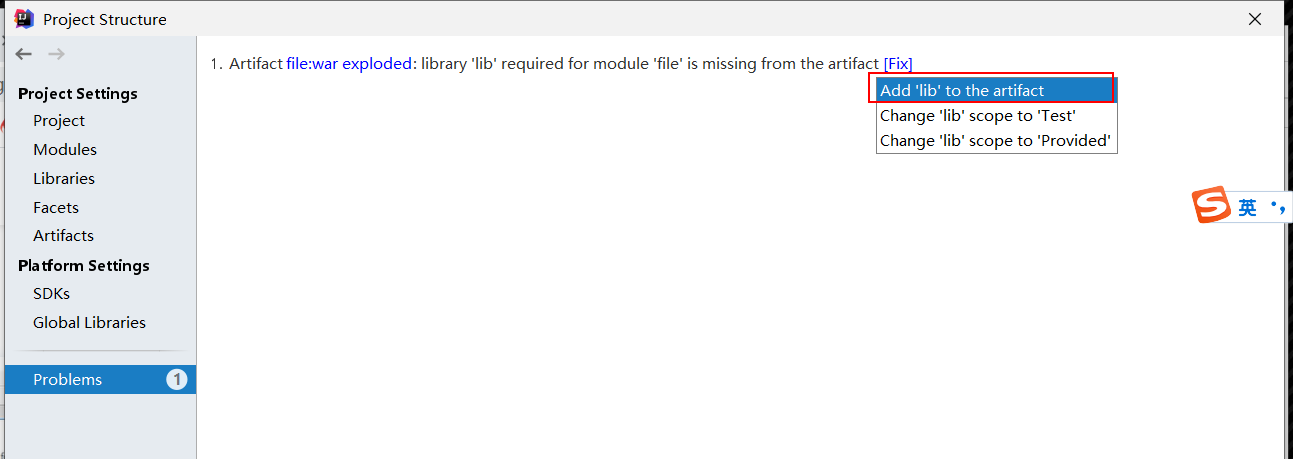 Project Structure
1. Artifact file:war exploded: library 'lib' required for module 'file' is missing from the artifact [Fix]
Add 'lib' to the artifact
Change 'lib' scope to 'Test'
Change 'lib' scope to 'Provided'
Project Settings
Project
Modules
Libraries
Facets
Artifacts
Platform Settings
SDKs
Global Libraries
Problems 1
英